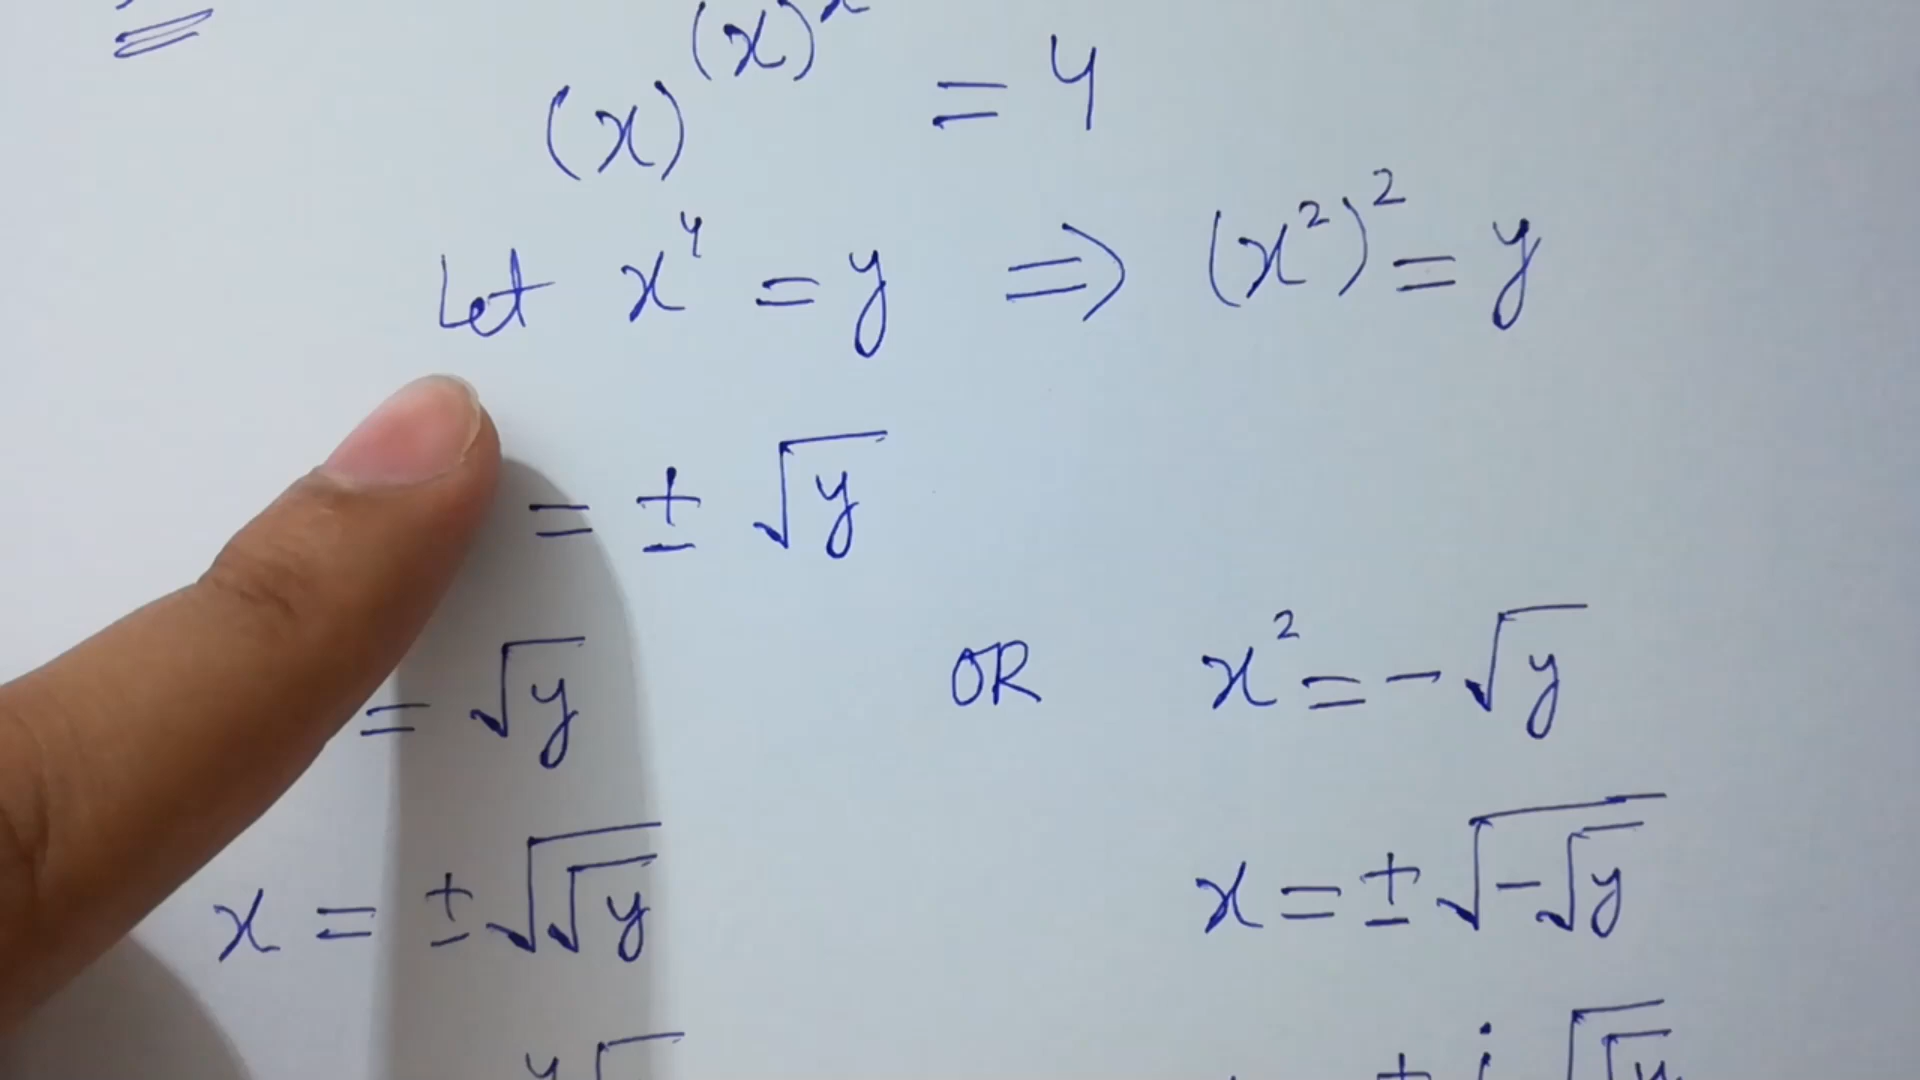 (x)^(x)^x = 4
Let x^4 = y ⇒ (x^2)^2 = y
= ± √y
= √y OR x^2 = - √y
x = ± √√y x = ± √-√y